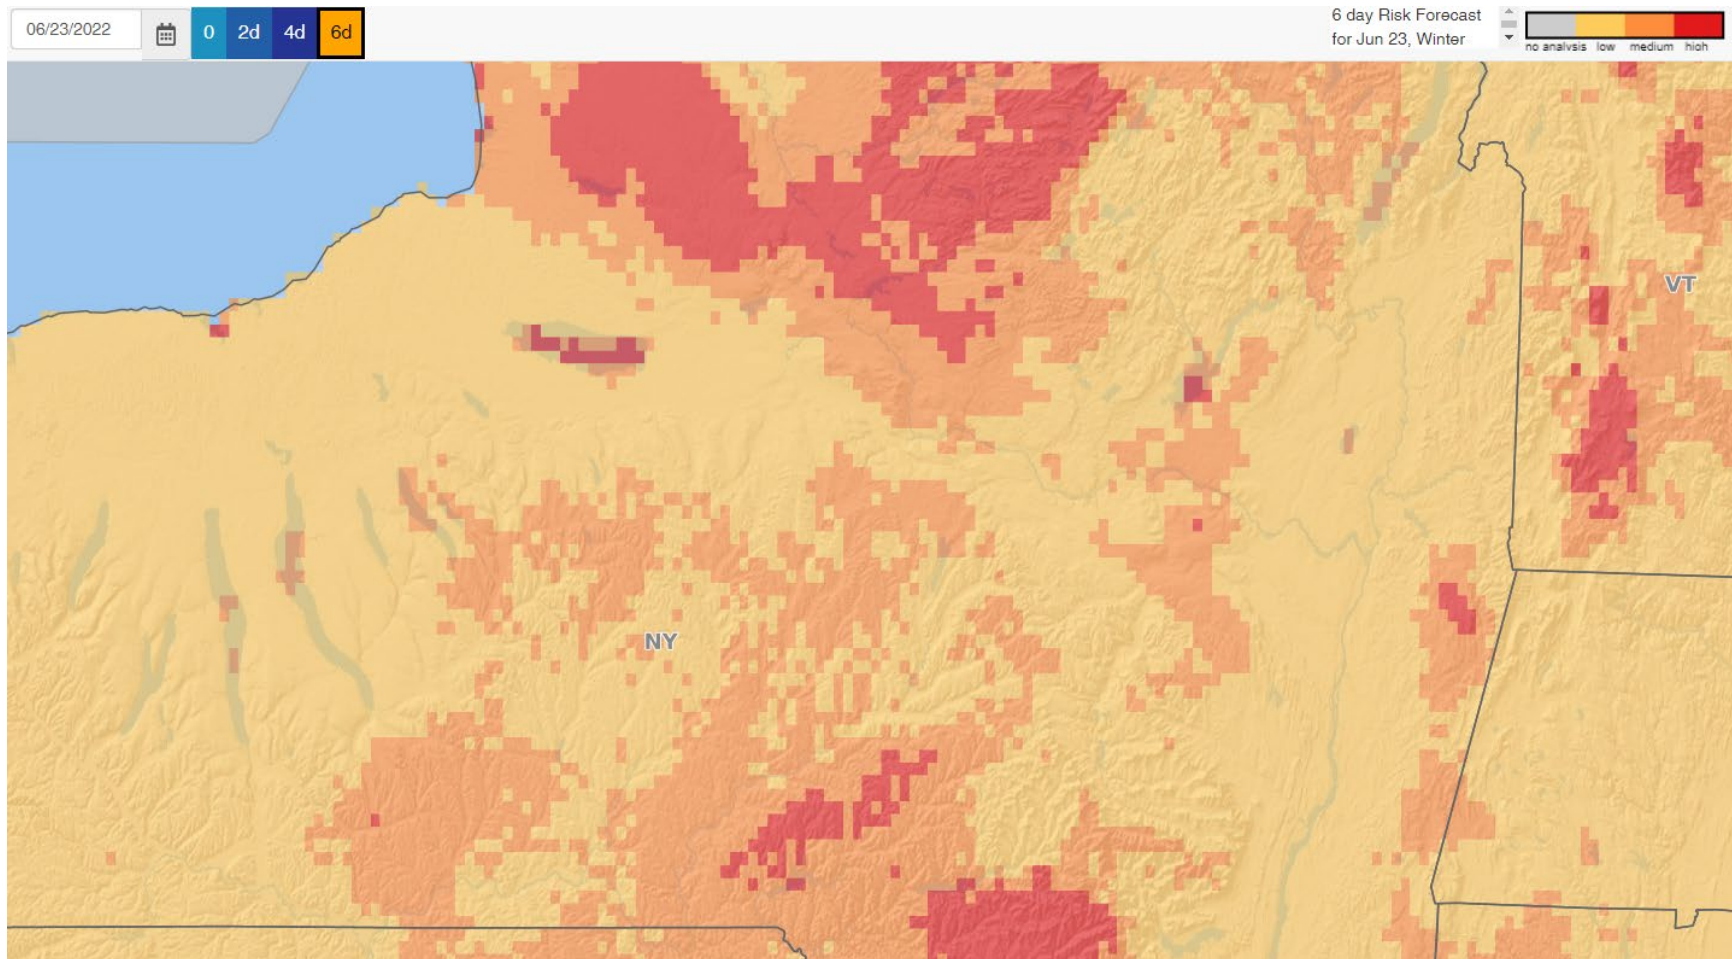 06/23/2022
0 2d 4d 6d
6 day Risk Forecast
for Jun 23, Winter
no analysis low medium high
VT
NY